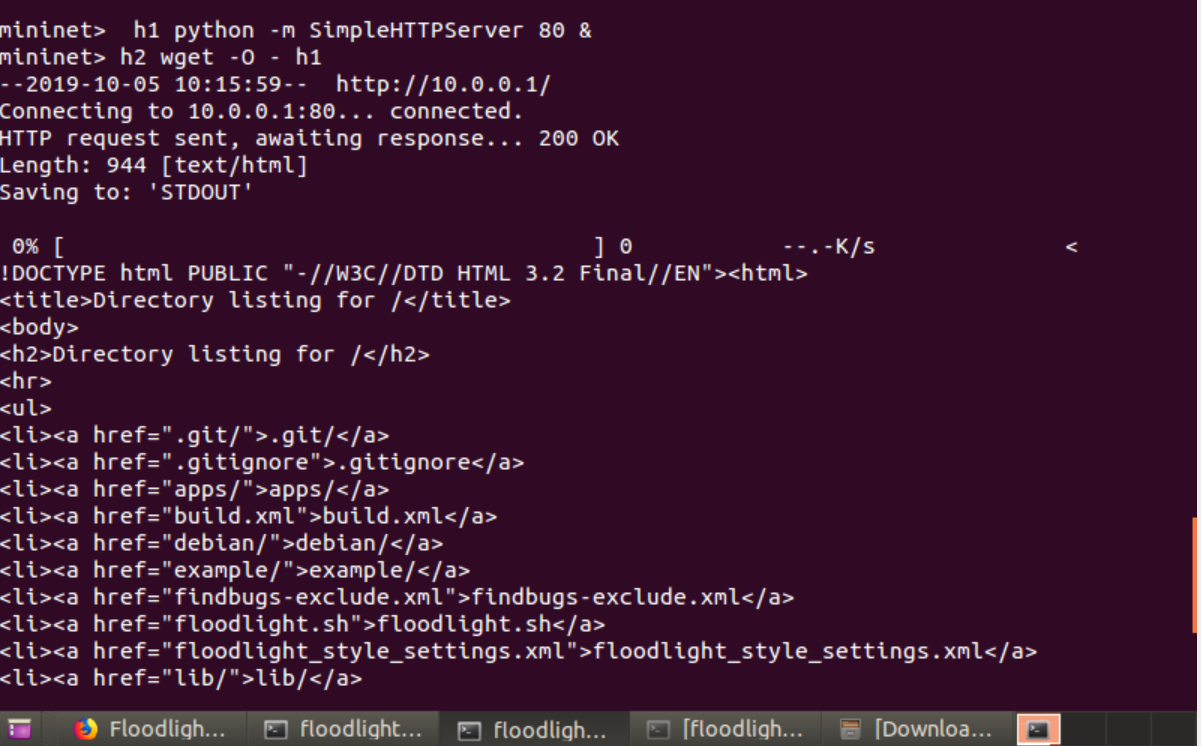 mininet>  h1 python -m SimpleHTTPServer 80 &
mininet> h2 wget -O - h1
--2019-10-05 10:15:59--  http://10.0.0.1/
Connecting to 10.0.0.1:80... connected.
HTTP request sent, awaiting response... 200 OK
Length: 944 [text/html]
Saving to: 'STDOUT'
0% [                                       ] 0           --.-K/s              <
!DOCTYPE html PUBLIC "-//W3C//DTD HTML 3.2 Final//EN"><html>
<title>Directory listing for /</title>
<body>
<h2>Directory listing for /</h2>
<hr>
<ul>
<li><a href=".git/">.git/</a>
<li><a href=".gitignore">.gitignore</a>
<li><a href="apps/">apps/</a>
<li><a href="build.xml">build.xml</a>
<li><a href="debian/">debian/</a>
<li><a href="example/">example/</a>
<li><a href="findbugs-exclude.xml">findbugs-exclude.xml</a>
<li><a href="floodlight.sh">floodlight.sh</a>
<li><a href="floodlight_style_settings.xml">floodlight_style_settings.xml</a>
<li><a href="lib/">lib/</a>
Floodligh... floodlight... floodligh... [floodligh... [Downloa...